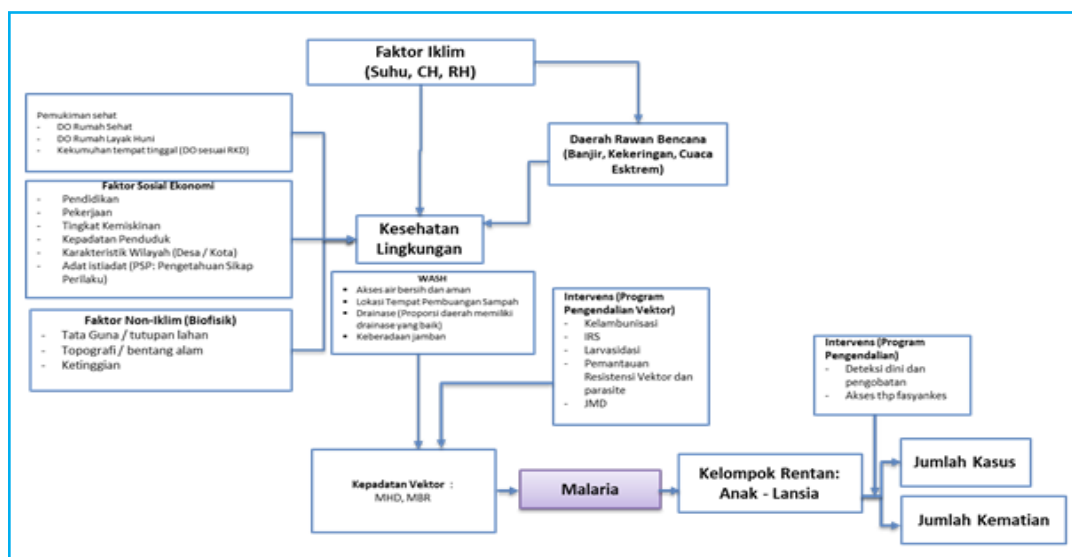 Faktor Iklim
(Suhu, CH, RH)
Pemukiman sehat
- DO Rumah Sehat
- DO Rumah Layak Huni
- Kekumuhan tempat tinggal (DO sesuai RKD)
Daerah Rawan Bencana
(Banjir, Kekeringan, Cuaca
Esktrem)
Faktor Sosial Ekonomi
- Pendidikan
- Pekerjaan
- Tingkat Kemiskinan
- Kepadatan Penduduk
- Karakteristik Wilayah (Desa / Kota)
- Adat istiadat (PSP: Pengetahuan Sikap
Perilaku)
Kesehatan
Lingkungan
WASH
▪ Akses air bersih dan aman
▪ Lokasi Tempat Pembuangan Sampah
▪ Drainase (Proporsi daerah memiliki
drainase yang baik)
▪ Keberadaan jamban
Faktor Non-Iklim (Biofisik)
- Tata Guna / tutupan lahan
- Topografi / bentang alam
- Ketinggian
Intervens (Program
Pengendalian Vektor)
- Kelambunisasi
- IRS
- Larvasidasi
- Pemantauan
Resistensi Vektor dan
parasite
- JMD
Intervens (Program
Pengendalian)
- Deteksi dini dan
pengobatan
- Akses thp fasyankes
Kepadatan Vektor :
MHD, MBR
Malaria
Kelompok Rentan:
Anak - Lansia
Jumlah Kasus
Jumlah Kematian